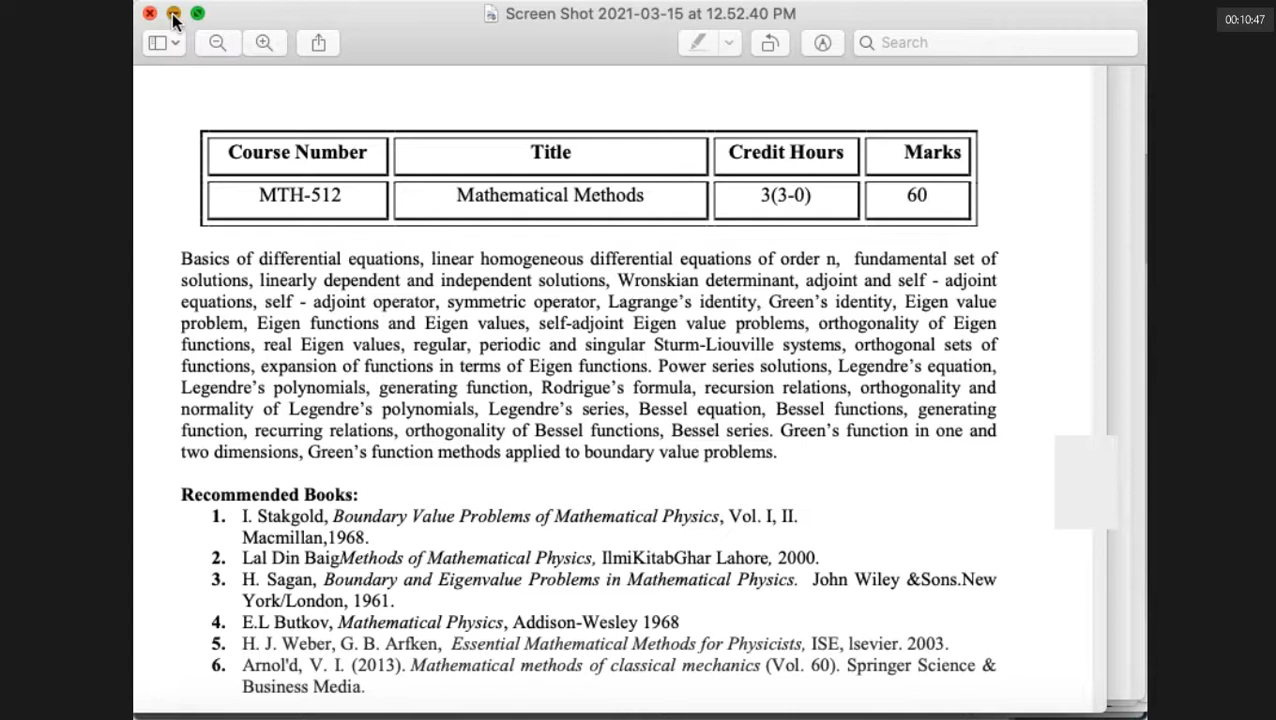 Screen Shot 2021-03-15 at 12.52.40 PM
00:10:47
Search
Course Number Title Credit Hours Marks
MTH-512 Mathematical Methods 3(3-0) 60
Basics of differential equations, linear homogeneous differential equations of order n, fundamental set of
solutions, linearly dependent and independent solutions, Wronskian determinant, adjoint and self - adjoint
equations, self - adjoint operator, symmetric operator, Lagrange's identity, Green's identity, Eigen value
problem, Eigen functions and Eigen values, self-adjoint Eigen value problems, orthogonality of Eigen
functions, real Eigen values, regular, periodic and singular Sturm-Liouville systems, orthogonal sets of
functions, expansion of functions in terms of Eigen functions. Power series solutions, Legendre's equation,
Legendre's polynomials, generating function, Rodrigue's formula, recursion relations, orthogonality and
normality of Legendre's polynomials, Legendre's series, Bessel equation, Bessel functions, generating
function, recurring relations, orthogonality of Bessel functions, Bessel series. Green's function in one and
two dimensions, Green's function methods applied to boundary value problems.
Recommended Books:
1. I. Stakgold, Boundary Value Problems of Mathematical Physics, Vol. I, II.
Macmillan,1968.
2. Lal Din BaigMethods of Mathematical Physics, IlmiKitabGhar Lahore, 2000.
3. H. Sagan, Boundary and Eigenvalue Problems in Mathematical Physics. John Wiley &Sons.New
York/London, 1961.
4. E.L Butkov, Mathematical Physics, Addison-Wesley 1968
5. H. J. Weber, G. B. Arfken, Essential Mathematical Methods for Physicists, ISE, lsevier. 2003.
6. Arnol'd, V. I. (2013). Mathematical methods of classical mechanics (Vol. 60). Springer Science &
Business Media.